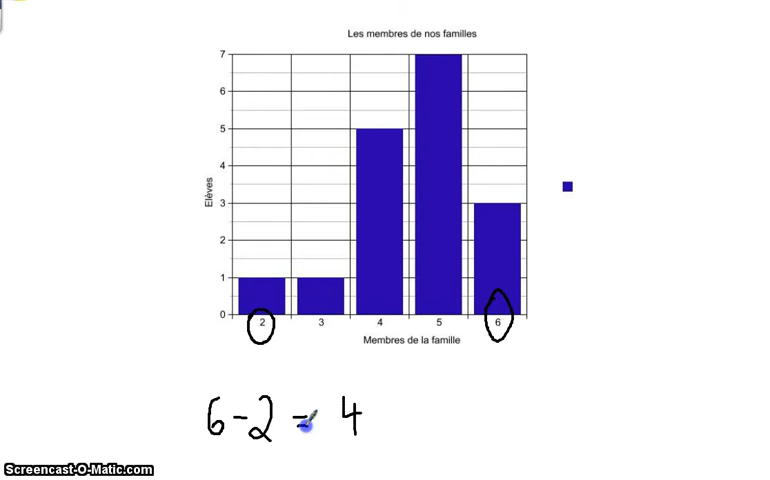 Les membres de nos familles
7
6
5
4
3
2
1
0
Elèves
2 3 4 5 6
Membres de la famille
6-2 = 4
Screencast-O-Matic.com